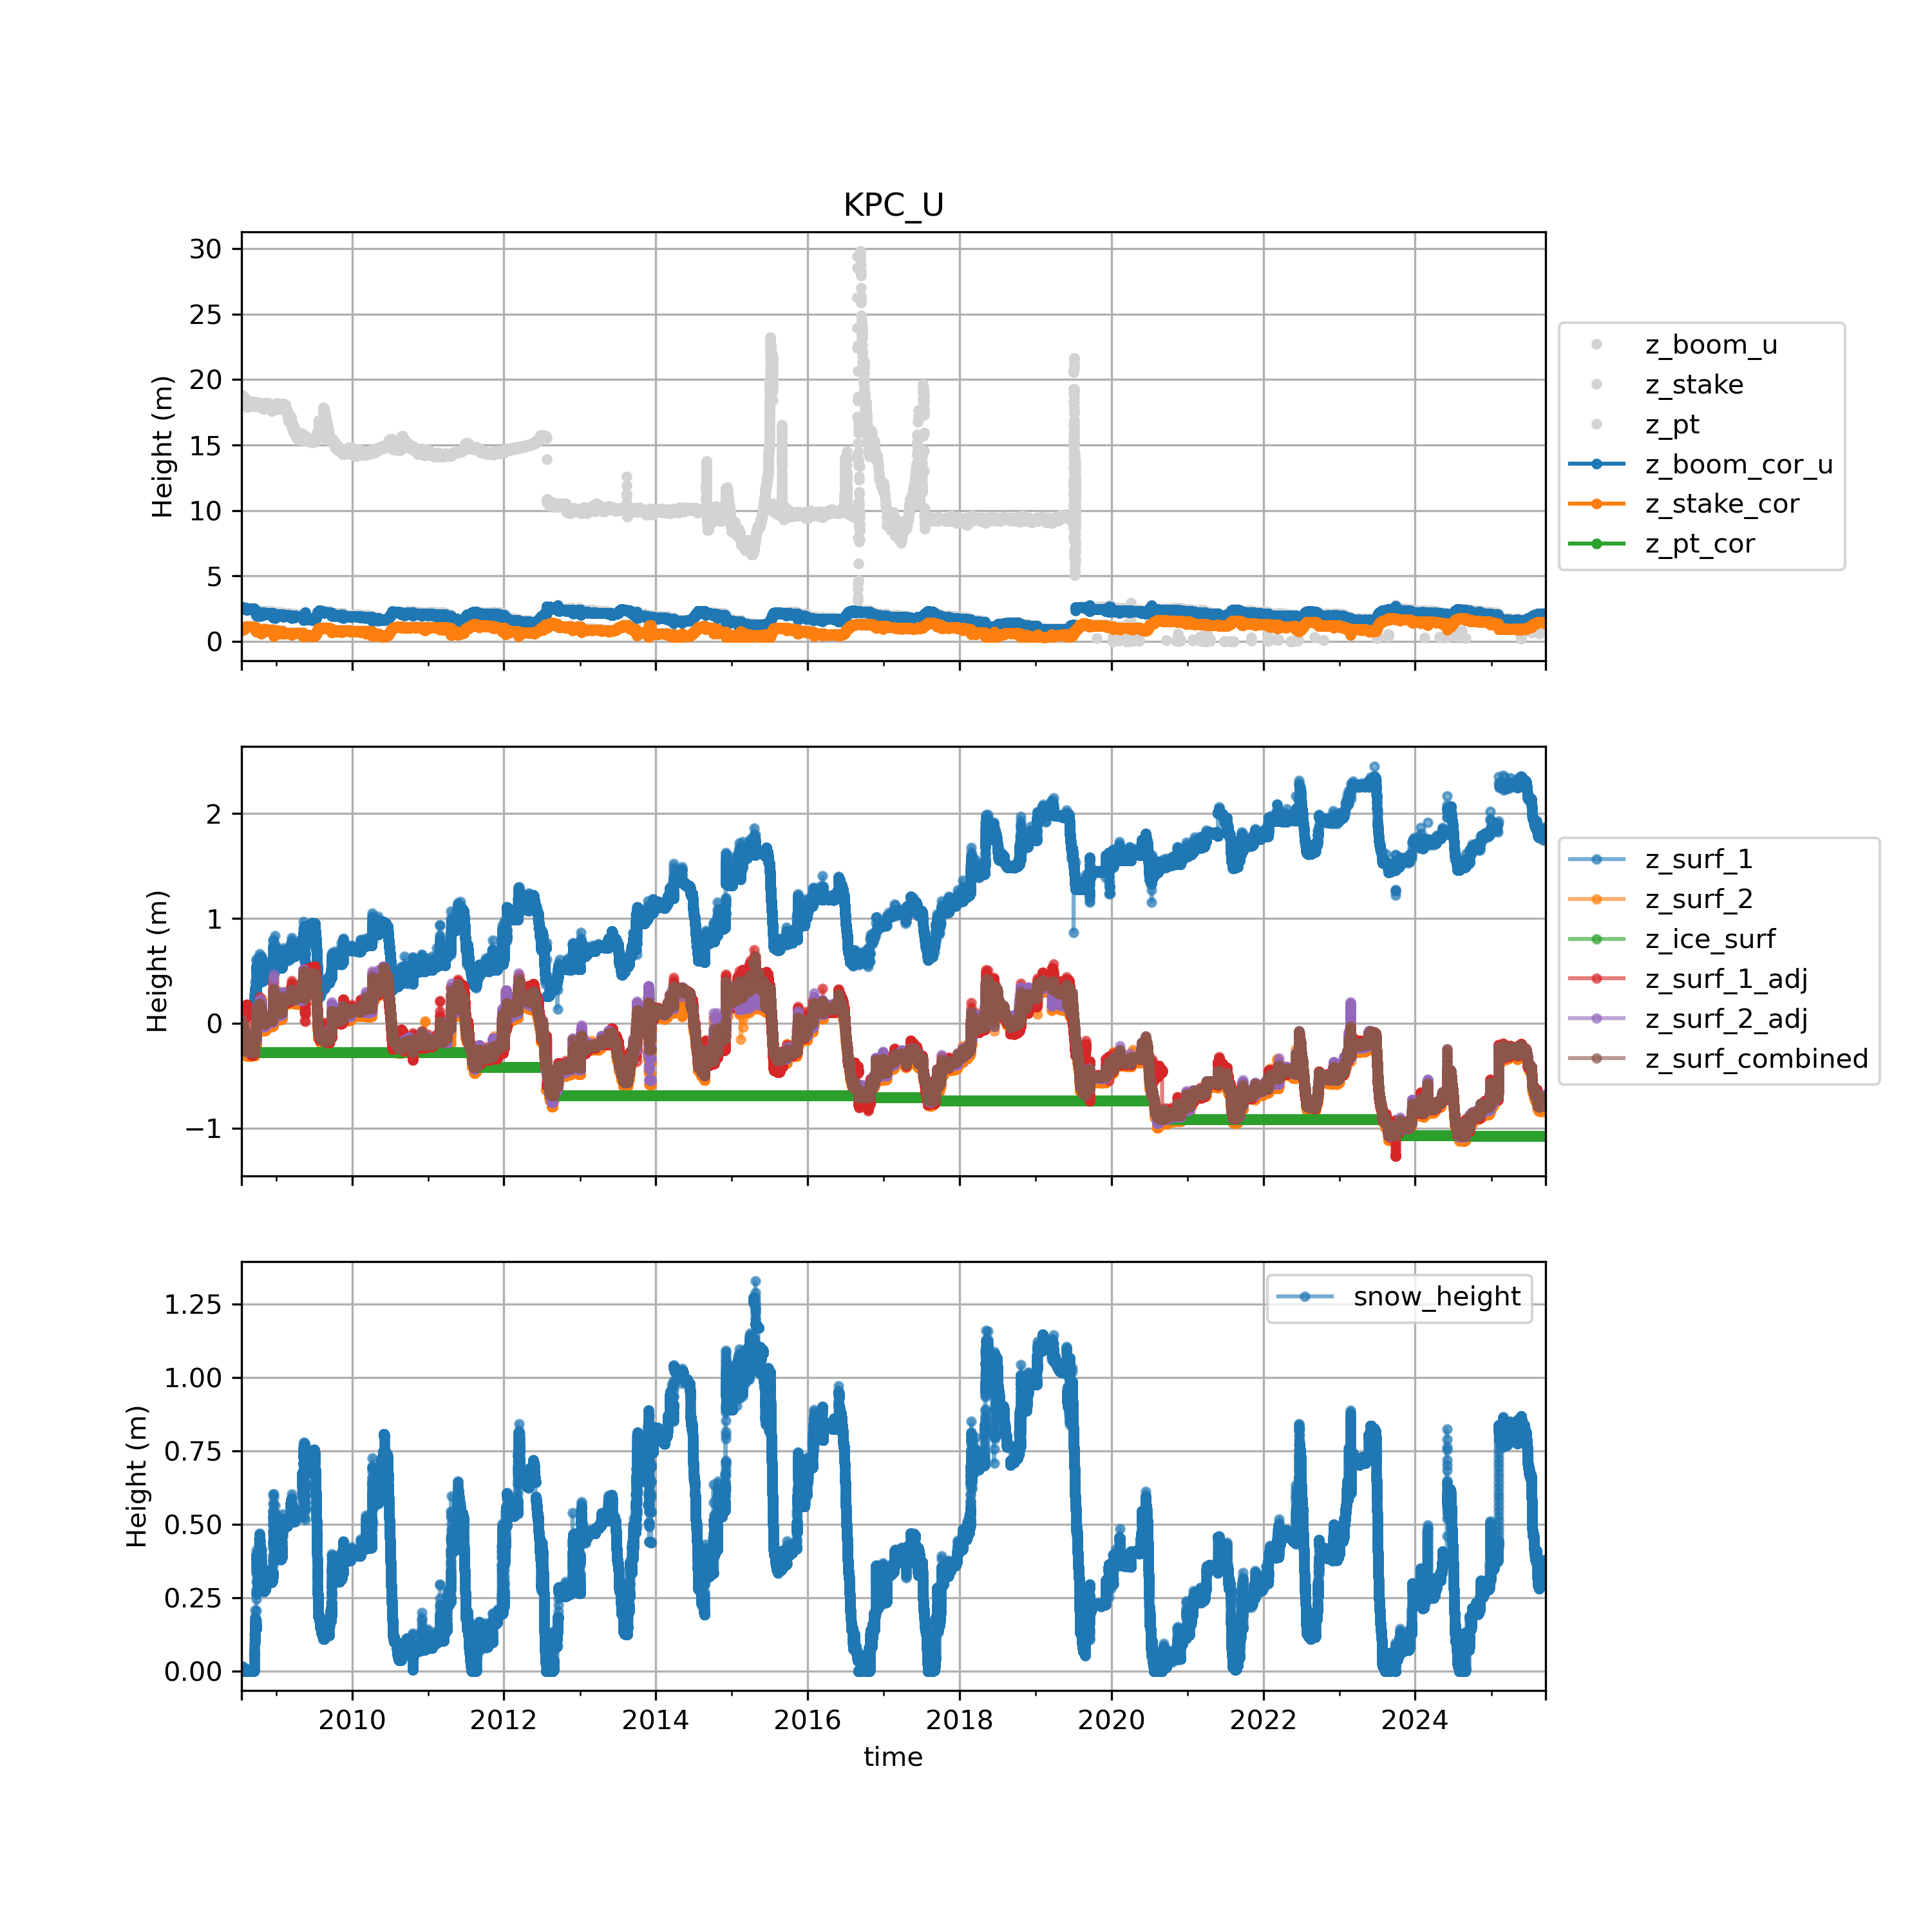 KPC_U
30
25
20
15
10
5
0
Height (m)
z_boom_u
z_stake
z_pt
z_boom_cor_u
z_stake_cor
z_pt_cor
2
1
0
−1
Height (m)
z_surf_1
z_surf_2
z_ice_surf
z_surf_1_adj
z_surf_2_adj
z_surf_combined
1.25
1.00
0.75
0.50
0.25
0.00
Height (m)
snow_height
2010 2012 2014 2016 2018 2020 2022 2024
time